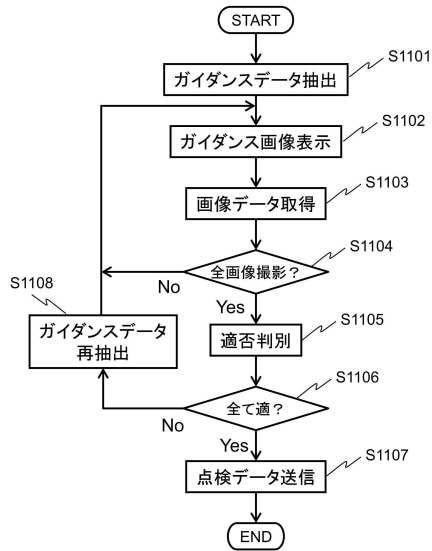 START
ガイダンスデータ抽出
S1101
ガイダンス画像表示
S1102
画像データ取得
S1103
全画像撮影？
S1104
No
Yes
S1108
ガイダンスデータ
再抽出
適否判別
S1105
全て適？
S1106
No
Yes
点検データ送信
S1107
END